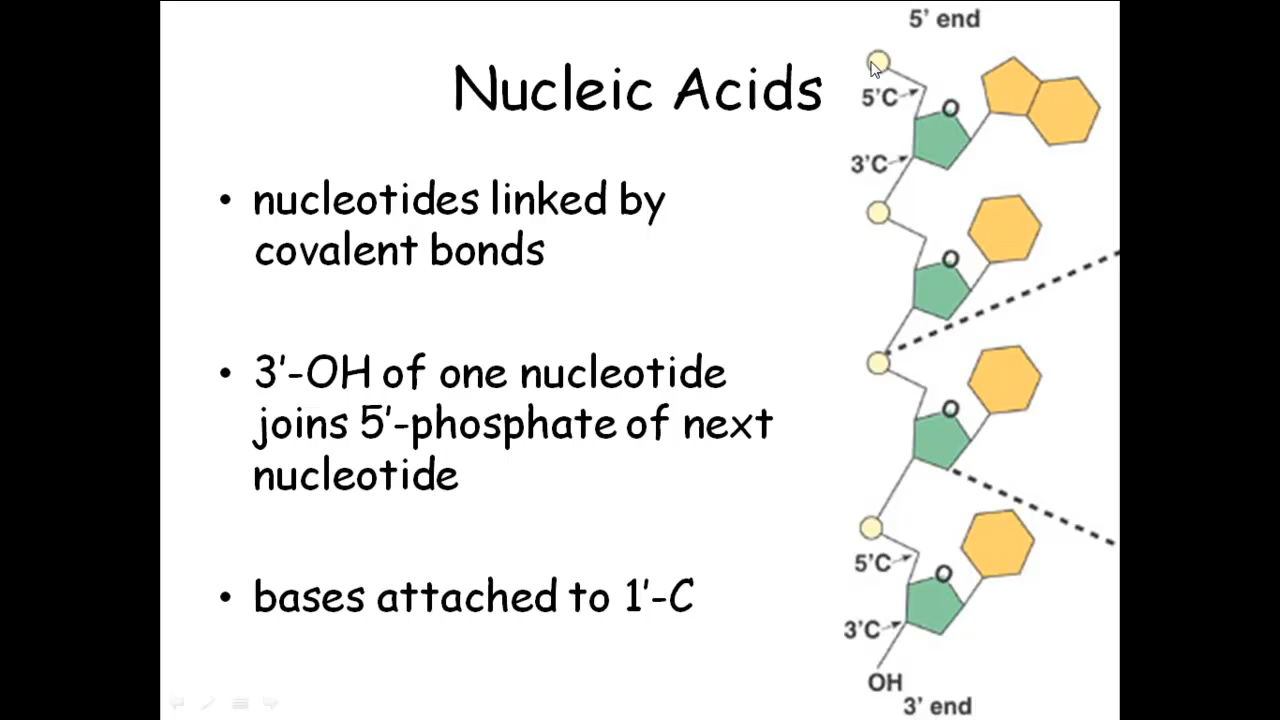 Nucleic Acids
• nucleotides linked by
covalent bonds
• 3'-OH of one nucleotide
joins 5'-phosphate of next
nucleotide
• bases attached to 1'-C
5' end
5'C
O
3'C
O
O
5'C
O
3'C
OH
3' end